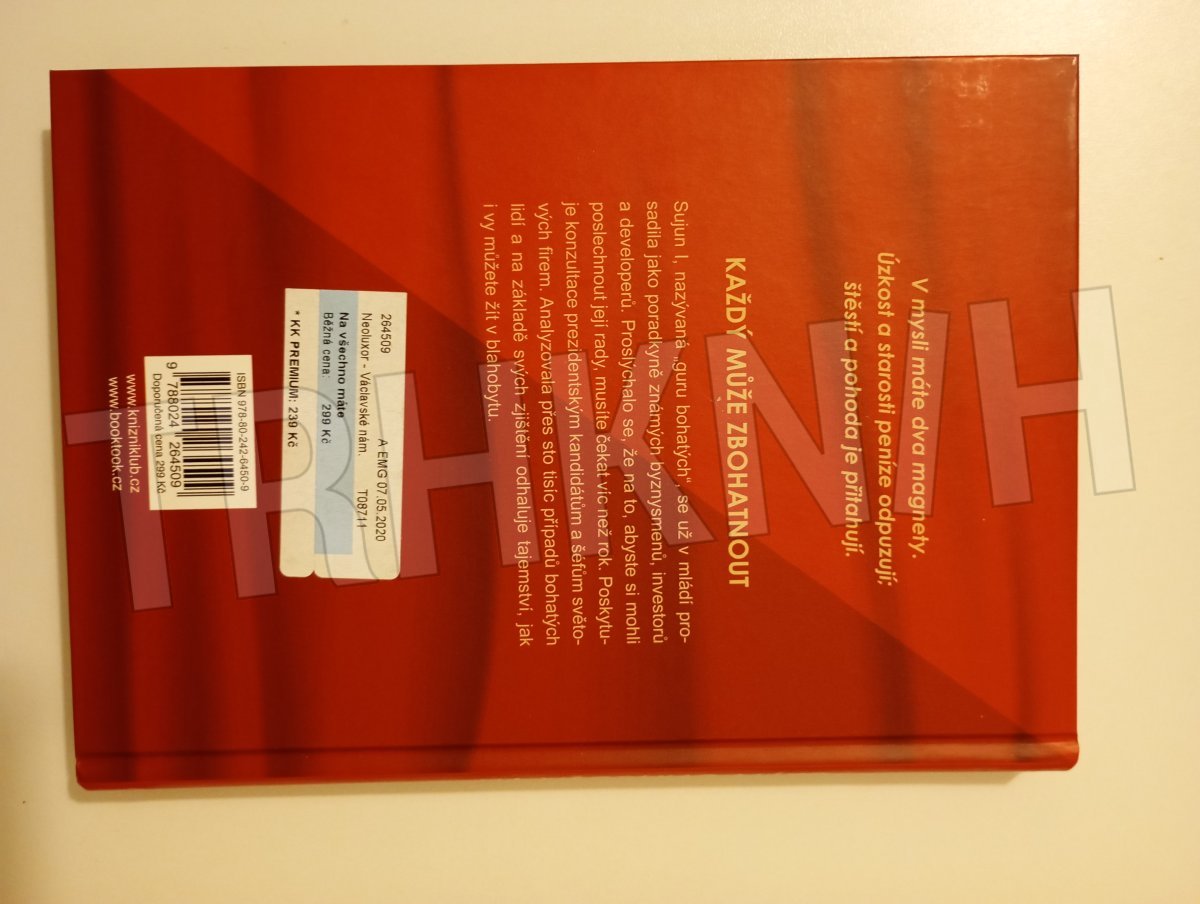 V mysli máte dva magnety.
Úzkost a starosti peníze odpuzují;
štěstí a pohoda je přitahují.
KAŽDÝ MŮŽE ZBOHATNOUT
Sujun I, nazývaná „guru bohatých“, se už v mládí pro-
sadila jako poradkyně známých byznysmenů, investorů
a developerů. Proslýchalo se, že na to, abyste si mohli
poslechnout její rady, musíte čekat víc než rok. Poskytu-
je konzultace prezidentským kandidátům a šéfům světo-
vých firem. Analyzovala přes sto tisíc případů bohatých
lidí a na základě svých zjištění odhaluje tajemství, jak
i vy můžete žít v blahobytu.
264509 A-EMG 07.05.2020
Neoluxor - Václavské nám. T08711
Na všechno máte
Běžná cena: 299 Kč
* KK PREMIUM: 239 Kč
ISBN 978-80-242-6450-9
9 788024 264509
Doporučená cena 299 Kč
www.knizniklub.cz
www.booktook.cz
TRHKNIH